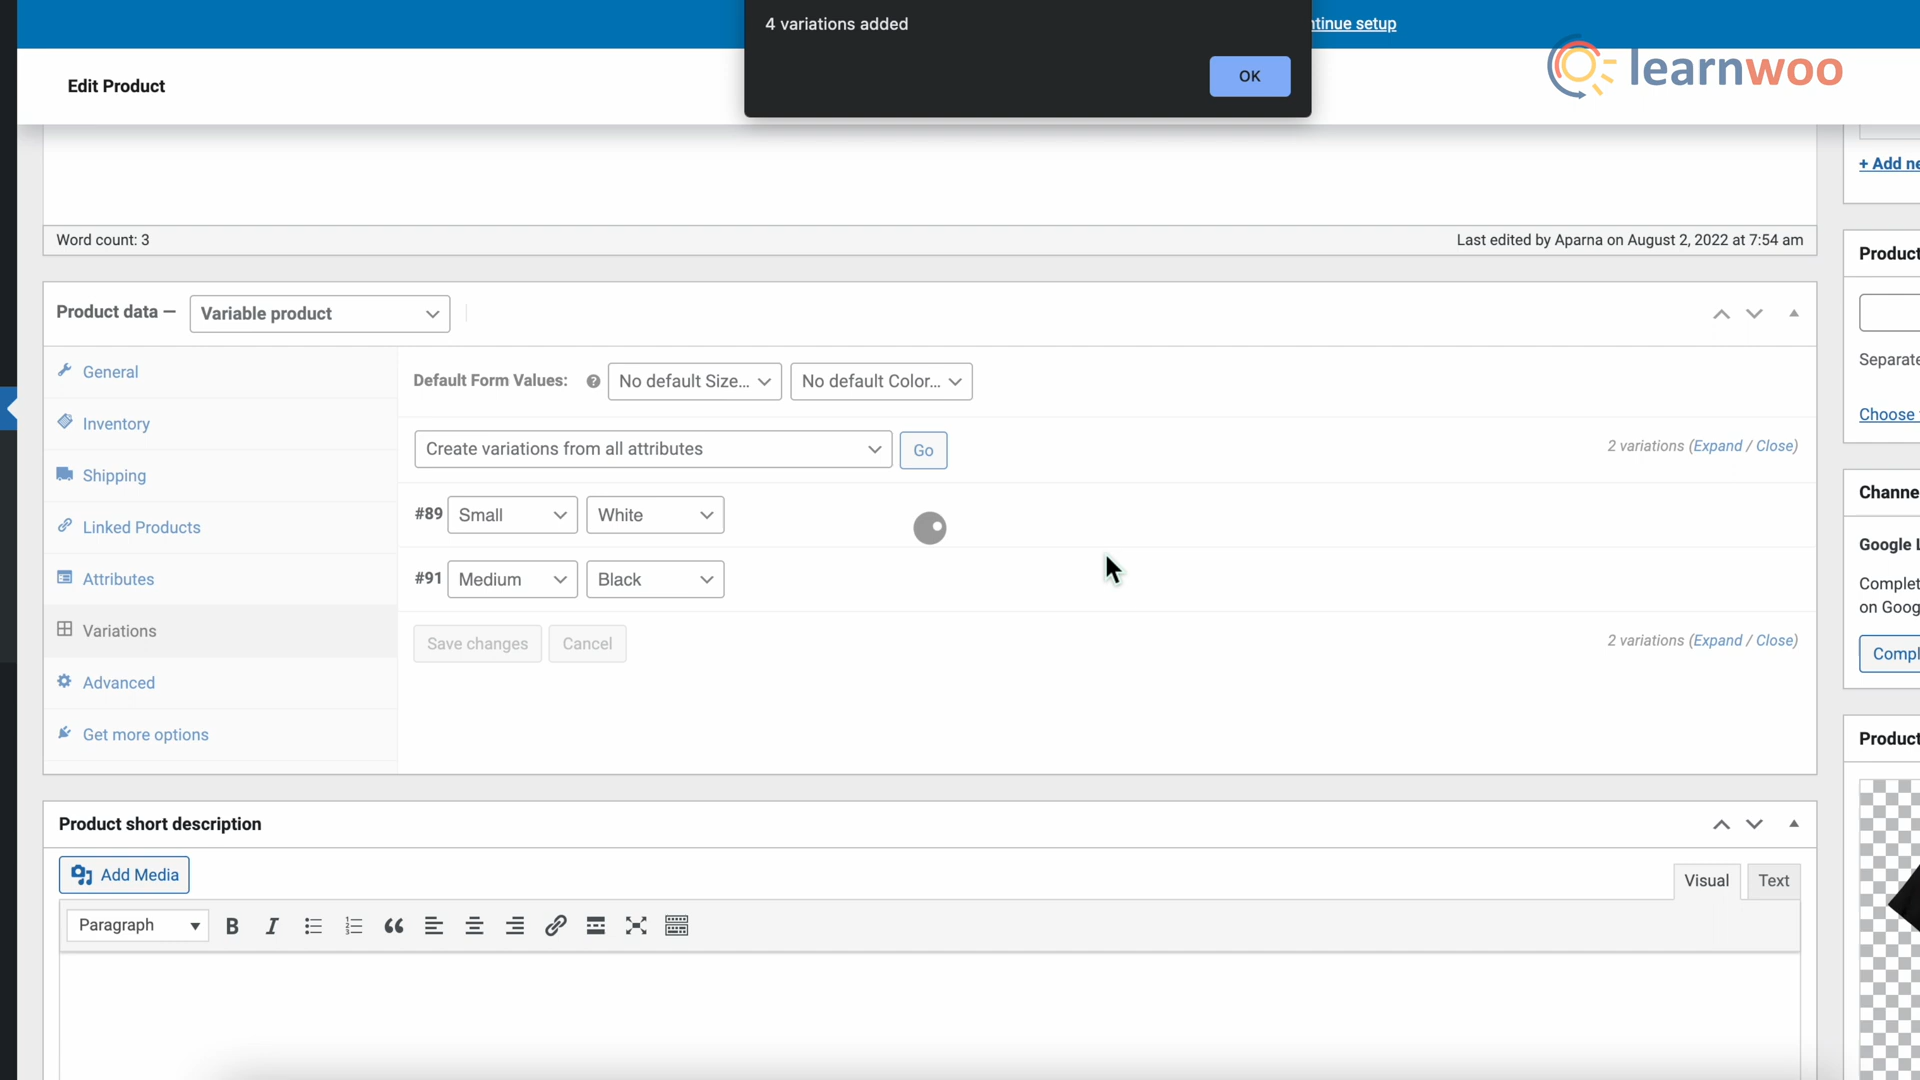 4 variations added
ntinue setup
OK
learnwoo
Edit Product
+ Add ne
Word count: 3
Last edited by Aparna on August 2, 2022 at 7:54 am
Product
Product data —
Variable product
Separate
General
Default Form Values:
No default Size...
No default Color...
Choose
Inventory
Create variations from all attributes
Go
2 variations (Expand / Close)
Shipping
Channe
#89
Small
White
Linked Products
Google L
Attributes
#91
Medium
Black
Complet
on Goog
Variations
Save changes
Cancel
2 variations (Expand / Close)
Compl
Advanced
Get more options
Product
Product short description
Add Media
Visual
Text
Paragraph